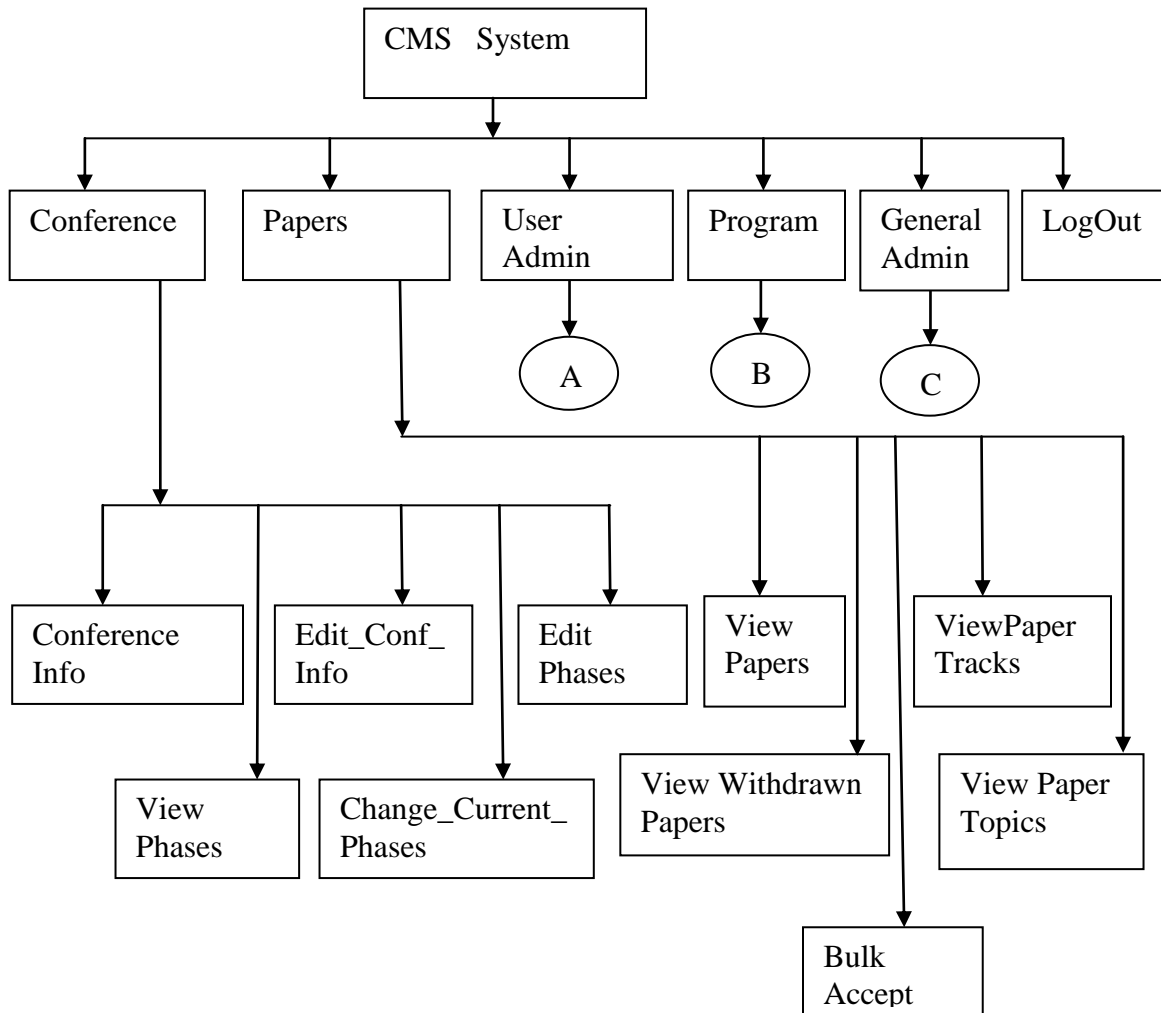 CMS System
Conference
Papers
User
Admin
Program
General
Admin
LogOut
A
B
C
Conference
Info
Edit_Conf_
Info
Edit
Phases
View
Papers
ViewPaper
Tracks
View
Phases
Change_Current_
Phases
View Withdrawn
Papers
View Paper
Topics
Bulk
Accept